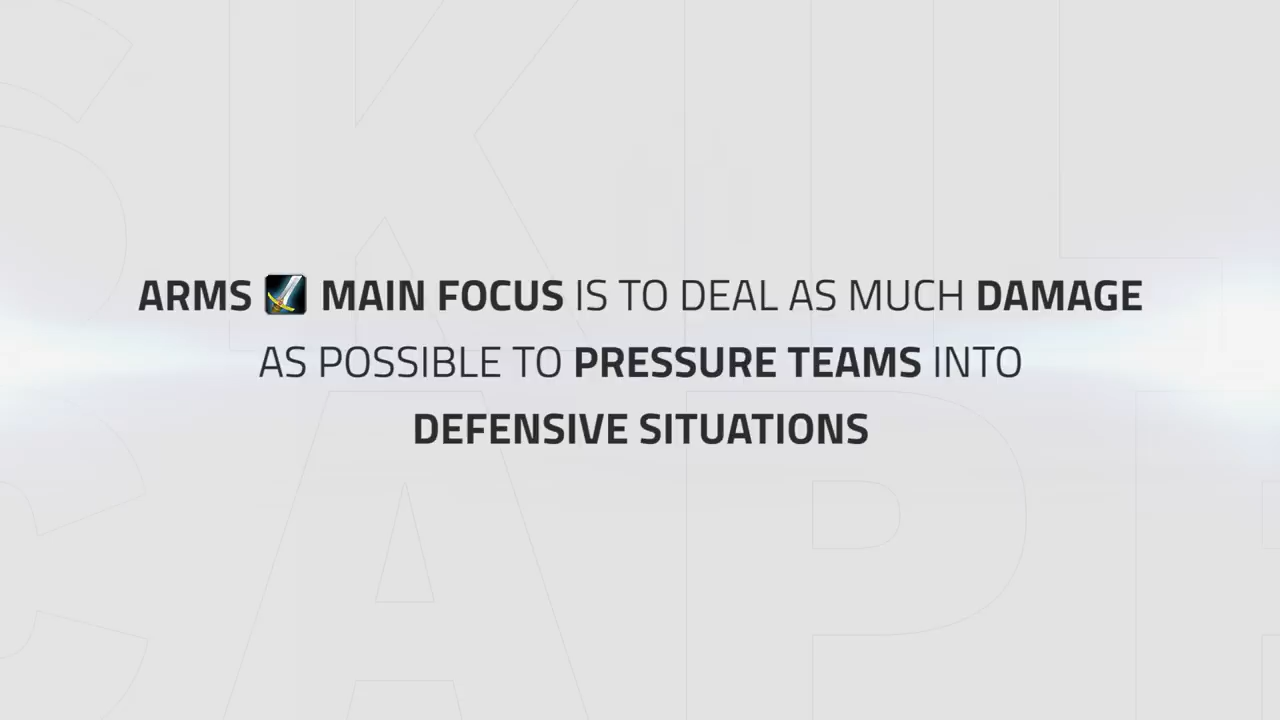 ARMS MAIN FOCUS IS TO DEAL AS MUCH DAMAGE
AS POSSIBLE TO PRESSURE TEAMS INTO
DEFENSIVE SITUATIONS